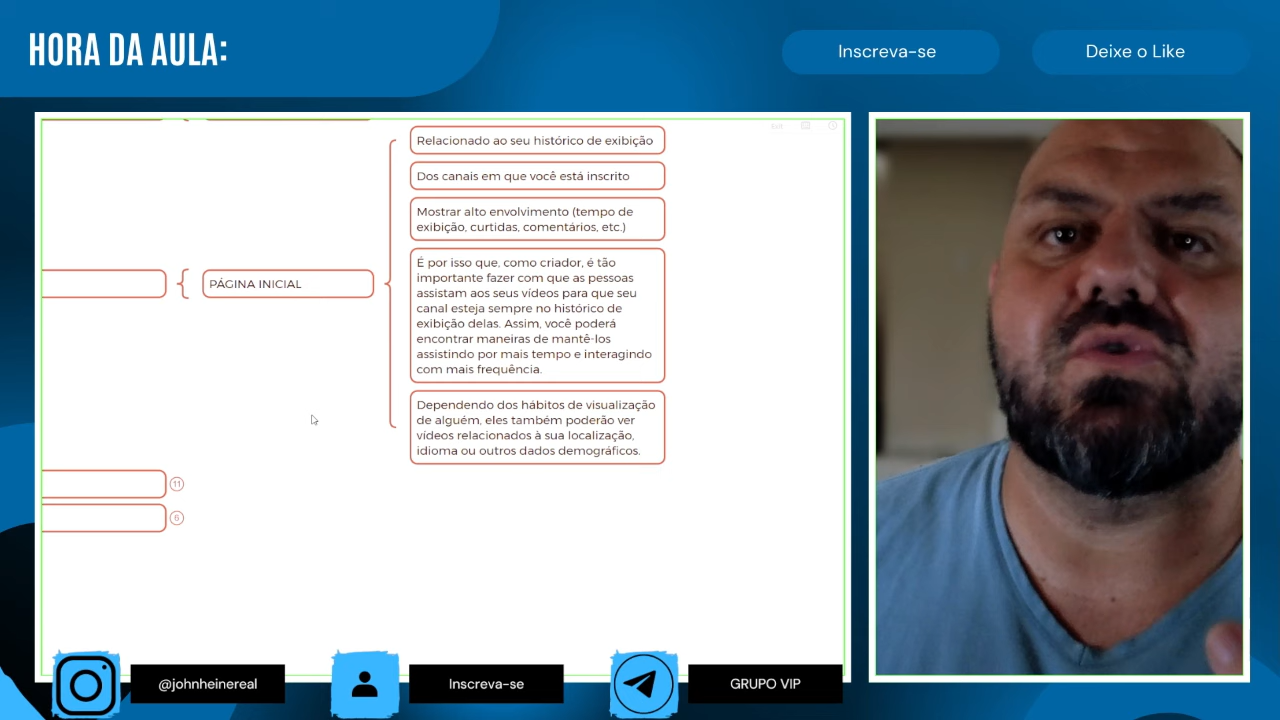 HORA DA AULA:
Inscreva-se
Deixe o Like
Relacionado ao seu histórico de exibição
Dos canais em que você está inscrito
Mostrar alto envolvimento (tempo de
exibição, curtidas, comentários, etc.)
PÁGINA INICIAL
É por isso que, como criador, é tão
importante fazer com que as pessoas
assistam aos seus vídeos para que seu
canal esteja sempre no histórico de
exibição delas. Assim, você poderá
encontrar maneiras de mantê-los
assistindo por mais tempo e interagindo
com mais frequência.
Dependendo dos hábitos de visualização
de alguém, eles também poderão ver
vídeos relacionados à sua localização,
idioma ou outros dados demográficos.
11
6
@johnheinereal
Inscreva-se
GRUPO VIP